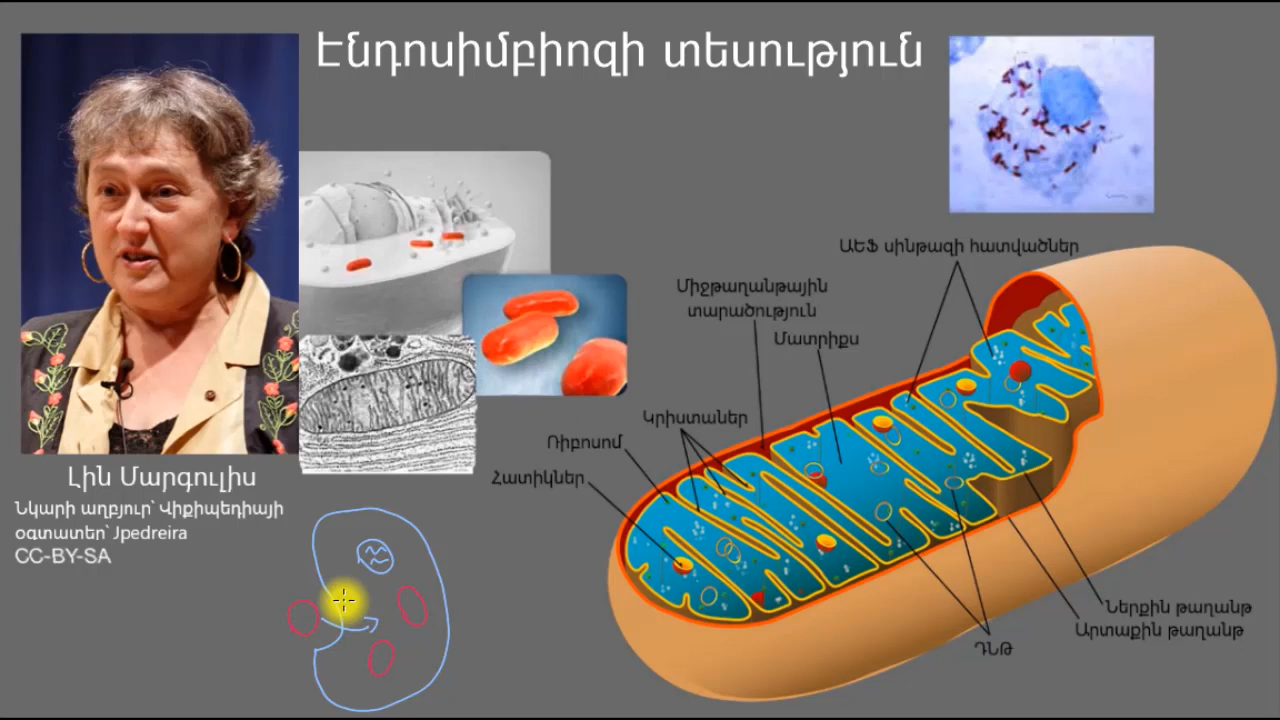 Էնդոսիմբիոզի տեսություն
Լին Մարգուլիս
Նկարի աղբյուր՝ Վիքիպեդիայի
օգտատեր՝ Jpedreira
CC-BY-SA
ԱԵՖ սինթազի հատվածներ
Միջթաղանթային
տարածություն
Մատրիքս
Կրիստաներ
Ռիբոսոմ
Հատիկներ
Ներքին թաղանթ
Արտաքին թաղանթ
ԴՆԹ